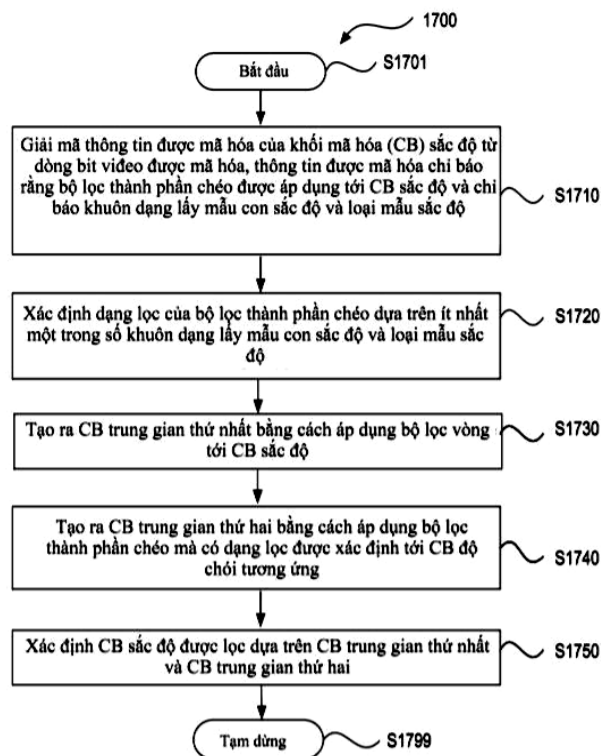 1700
Bắt đầu
S1701
Giải mã thông tin được mã hóa của khối mã hóa (CB) sắc độ từ
dòng bit viđeo được mã hóa, thông tin được mã hóa chỉ báo
rằng bộ lọc thành phần chéo được áp dụng tới CB sắc độ và chỉ
báo khuôn dạng lấy mẫu con sắc độ và loại mẫu sắc độ
S1710
Xác định dạng lọc của bộ lọc thành phần chéo dựa trên ít nhất
một trong số khuôn dạng lấy mẫu con sắc độ và loại mẫu sắc
độ
S1720
Tạo ra CB trung gian thứ nhất bằng cách áp dụng bộ lọc vòng
tới CB sắc độ
S1730
Tạo ra CB trung gian thứ hai bằng cách áp dụng bộ lọc
thành phần chéo mà có dạng lọc được xác định tới CB độ
chói tương ứng
S1740
Xác định CB sắc độ được lọc dựa trên CB trung gian thứ nhất
và CB trung gian thứ hai
S1750
Tạm dừng
S1799